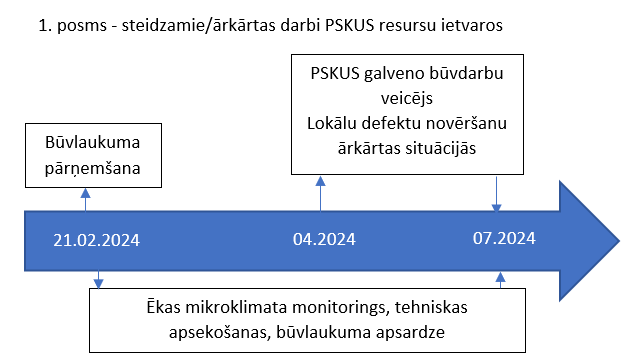 1. posms - steidzamie/ārkārtas darbi PSKUS resursu ietvaros
PSKUS galveno būvdarbu
veicējs
Lokālu defektu novēršanu
ārkārtas situācijās
Būvlaukuma
pārņemšana
21.02.2024
04.2024
07.2024
Ēkas mikroklimata monitorings, tehniskas
apsekošanas, būvlaukuma apsardze